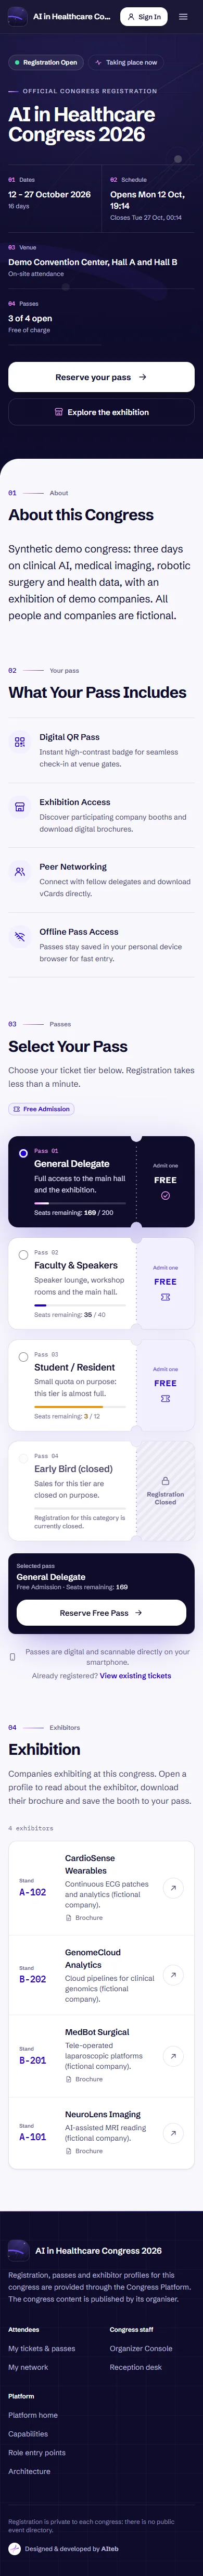 AI in Healthcare Co...
Sign In
Registration Open
Taking place now
OFFICIAL CONGRESS REGISTRATION
AI in Healthcare
Congress 2026
01 Dates
12 – 27 October 2026
16 days
02 Schedule
Opens Mon 12 Oct,
19:14
Closes Tue 27 Oct, 00:14
03 Venue
Demo Convention Center, Hall A and Hall B
On-site attendance
04 Passes
3 of 4 open
Free of charge
Reserve your pass
Explore the exhibition
01 About
About this Congress
Synthetic demo congress: three days
on clinical AI, medical imaging, robotic
surgery and health data, with an
exhibition of demo companies. All
people and companies are fictional.
02 Your pass
What Your Pass Includes
Digital QR Pass
Instant high-contrast badge for seamless
check-in at venue gates.
Exhibition Access
Discover participating company booths and
download digital brochures.
Peer Networking
Connect with fellow delegates and download
vCards directly.
Offline Pass Access
Passes stay saved in your personal device
browser for fast entry.
03 Passes
Select Your Pass
Choose your ticket tier below. Registration takes
less than a minute.
Free Admission
Pass 01
General Delegate
Full access to the main hall
and the exhibition.
Seats remaining: 169 / 200
Admit one
FREE
Pass 02
Faculty & Speakers
Speaker lounge, workshop
rooms and the main hall.
Seats remaining: 35 / 40
Admit one
FREE
Pass 03
Student / Resident
Small quota on purpose:
this tier is almost full.
Seats remaining: 3 / 12
Admit one
FREE
Pass 04
Early Bird (closed)
Sales for this tier are
closed on purpose.
Registration for this category is
currently closed.
Registration
Closed
Selected pass
General Delegate
Free Admission · Seats remaining: 169
Reserve Free Pass
Passes are digital and scannable directly on your
smartphone.
Already registered? View existing tickets
04 Exhibitors
Exhibition
Companies exhibiting at this congress. Open a
profile to read about the exhibitor, download
their brochure and save the booth to your pass.
4 exhibitors
Stand
A-102
CardioSense
Wearables
Continuous ECG patches
and analytics (fictional
company).
Brochure
Stand
B-202
GenomeCloud
Analytics
Cloud pipelines for clinical
genomics (fictional
company).
Brochure
Stand
B-201
MedBot Surgical
Tele-operated
laparoscopic platforms
(fictional company).
Brochure
Stand
A-101
NeuroLens Imaging
AI-assisted MRI reading
(fictional company).
Brochure
AI in Healthcare Congress 2026
Registration, passes and exhibitor profiles for this
congress are provided through the Congress Platform.
The congress content is published by its organiser.
Attendees
My tickets & passes
My network
Congress staff
Organizer Console
Reception desk
Platform
Platform home
Capabilities
Role entry points
Architecture
Registration is private to each congress: there is no public
event directory.
Designed & developed by AIteb